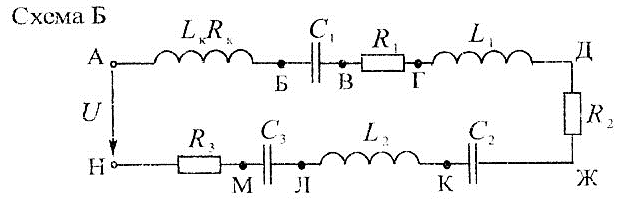 Схема Б
LкRк C1 R1 L1
А Б В Г Д
U R2
R3 C3 L2 C2
Н М Л К Ж